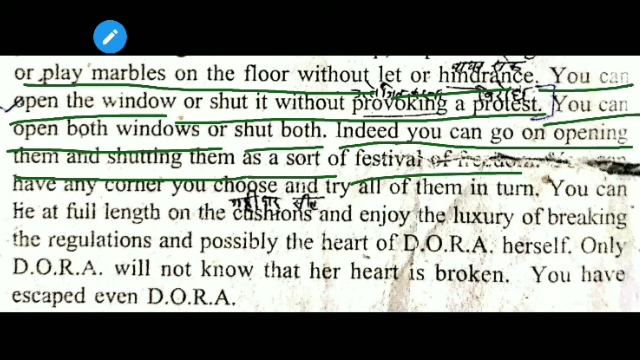 or play marbles on the floor without let or hindrance. You can
open the window or shut it without provoking a protest. You can
open both windows or shut both. Indeed you can go on opening
them and shutting them as a sort of festival of freedom.
have any corner you choose and try all of them in turn. You can
lie at full length on the cushions and enjoy the luxury of breaking
the regulations and possibly the heart of D.O.R.A. herself. Only
D.O.R.A. will not know that her heart is broken. You have
escaped even D.O.R.A.